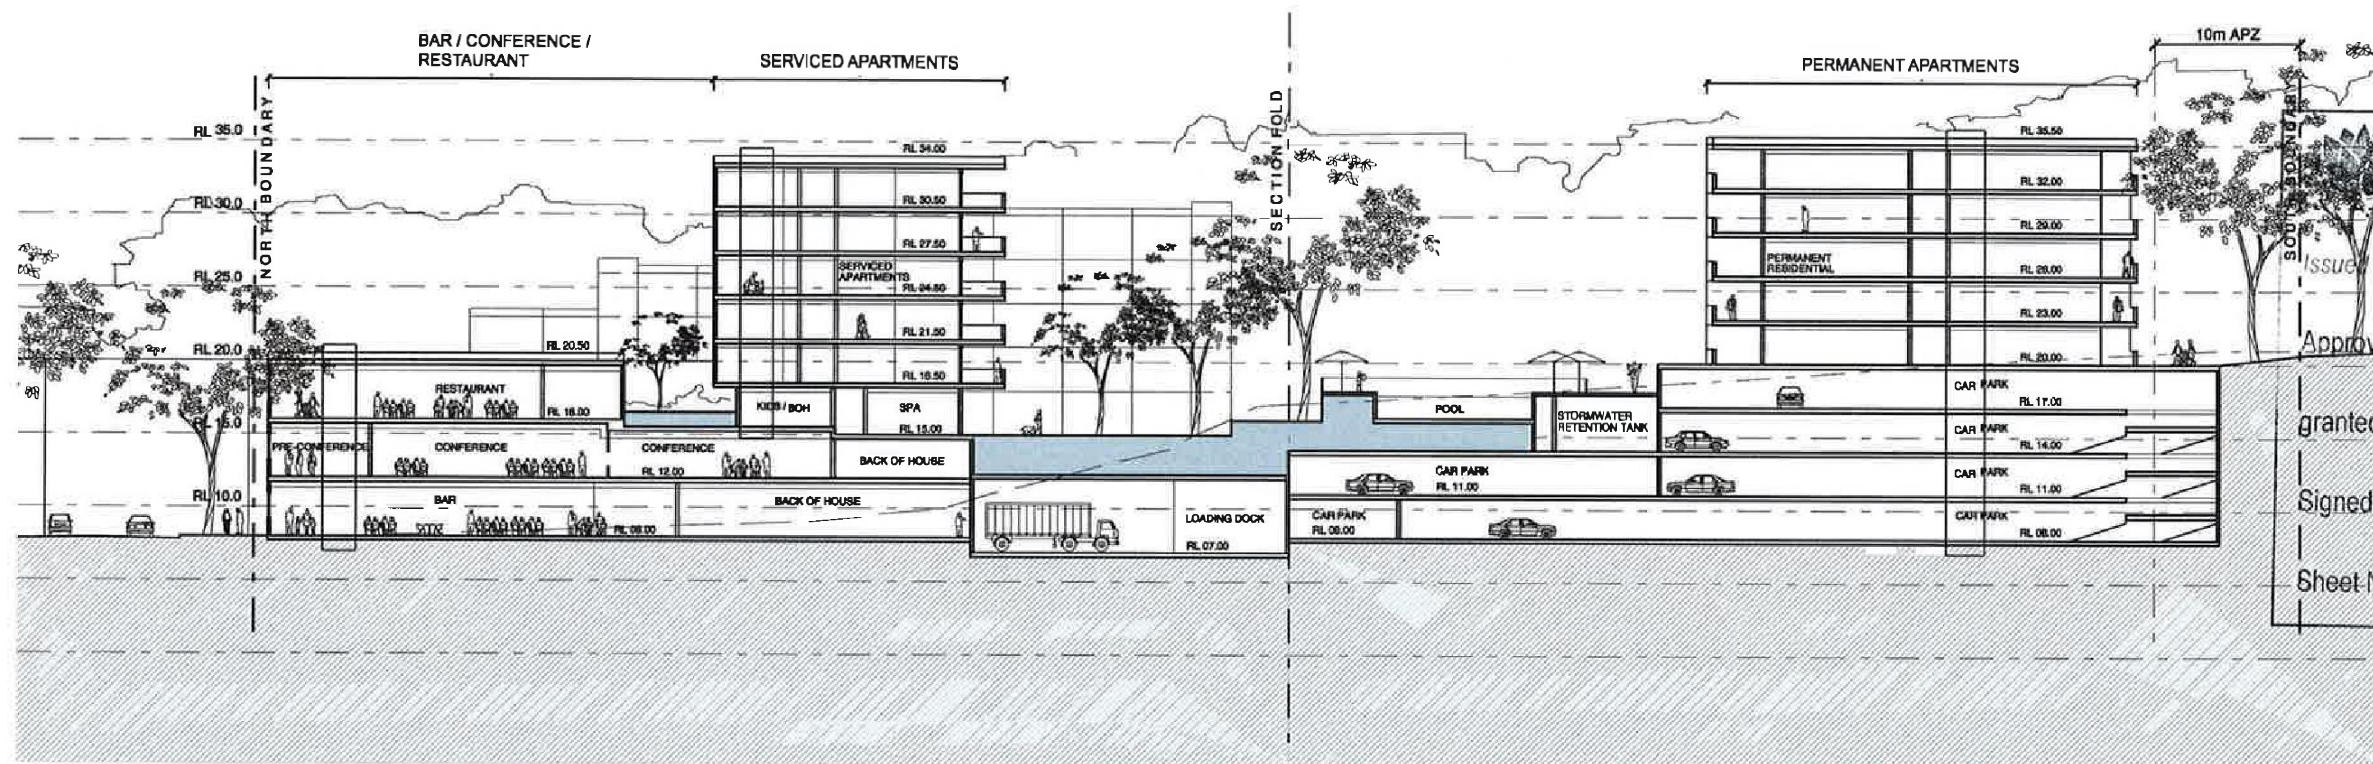 BAR / CONFERENCE /
RESTAURANT
SERVICED APARTMENTS
PERMANENT APARTMENTS
10m APZ
NORTH BOUNDARY
SECTION FOLD
SOUTH BOUNDARY
RL 35.0
RL 30.0
RL 25.0
RL 20.0
RL 15.0
RL 10.0
RL 34.00
RL 30.50
RL 27.50
SERVICED
APARTMENTS
RL 24.50
RL 21.50
RL 18.50
KIDS / BOH
SPA
RL 15.00
RL 20.50
RESTAURANT
RL 16.00
PRE-CONFERENCE
CONFERENCE
CONFERENCE
RL 12.00
BACK OF HOUSE
BAR
RL 08.00
BACK OF HOUSE
LOADING DOCK
RL 07.00
POOL
STORMWATER
RETENTION TANK
CAR PARK
RL 11.00
CAR PARK
RL 35.50
RL 32.00
RL 29.00
PERMANENT
RESIDENTIAL
RL 26.00
RL 23.00
RL 20.00
CAR PARK
RL 17.00
CAR PARK
RL 14.00
CAR PARK
RL 11.00
CAR PARK
RL 08.00
Issue
Approv
granted
Signed
Sheet N